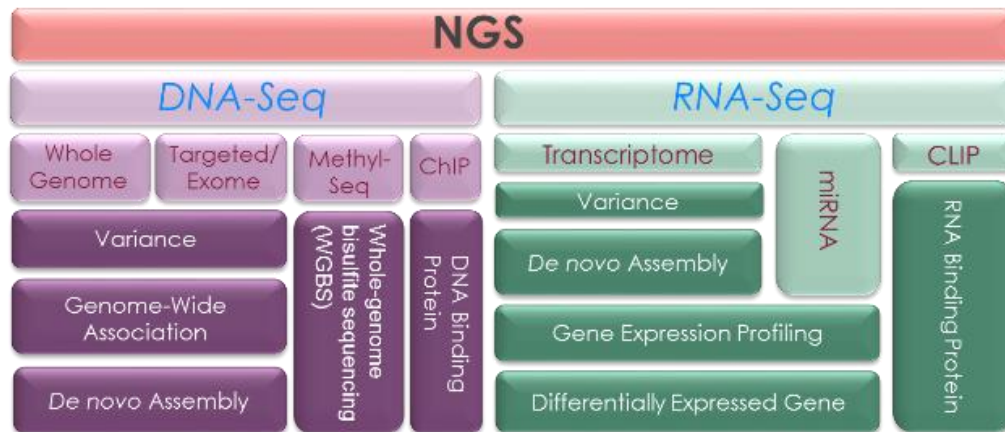 NGS
DNA-Seq
RNA-Seq
Whole
Genome
Targeted/
Exome
Methyl-
Seq
ChIP
Transcriptome
miRNA
CLIP
Variance
Genome-Wide
Association
De novo Assembly
Whole-genome
bisulfite sequencing
(WGBS)
DNA Binding
Protein
Variance
De novo Assembly
Gene Expression Profiling
Differentially Expressed Gene
RNA Binding Protein